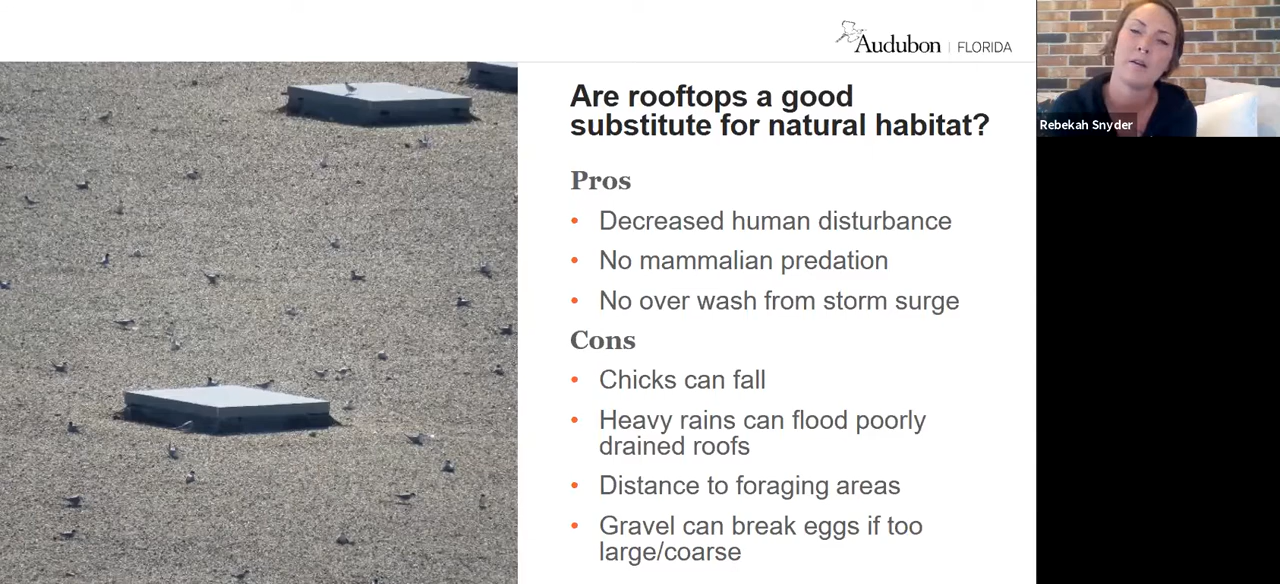 Audubon | FLORIDA
Rebekah Snyder
Are rooftops a good
substitute for natural habitat?
Pros
• Decreased human disturbance
• No mammalian predation
• No over wash from storm surge
Cons
• Chicks can fall
• Heavy rains can flood poorly
drained roofs
• Distance to foraging areas
• Gravel can break eggs if too
large/coarse